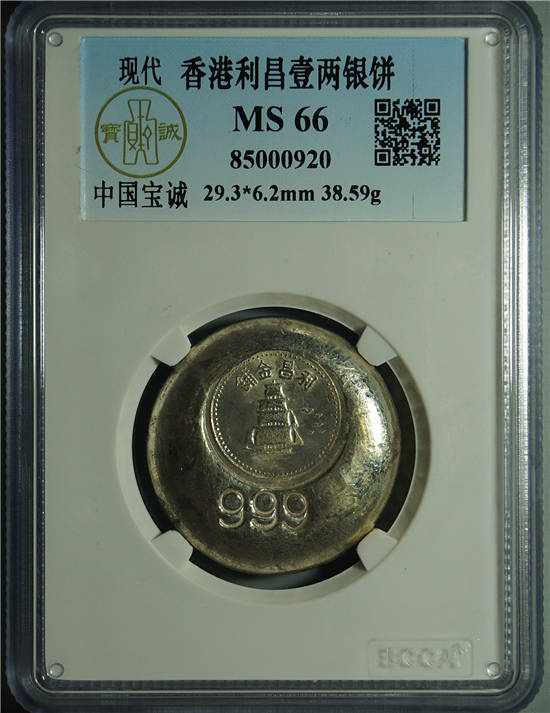 现代 香港利昌壹两银饼
MS 66
寶 誠
85000920
中国宝诚 29.3*6.2mm 38.59g
舖金昌利
999
BCCA